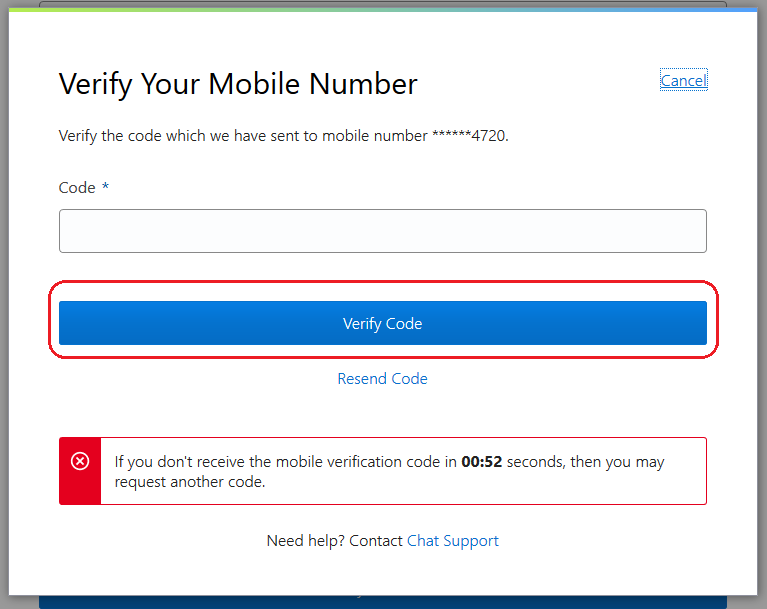 Verify Your Mobile Number
Cancel
Verify the code which we have sent to mobile number ******4720.
Code *
Verify Code
Resend Code
If you don't receive the mobile verification code in 00:52 seconds, then you may
request another code.
Need help? Contact Chat Support